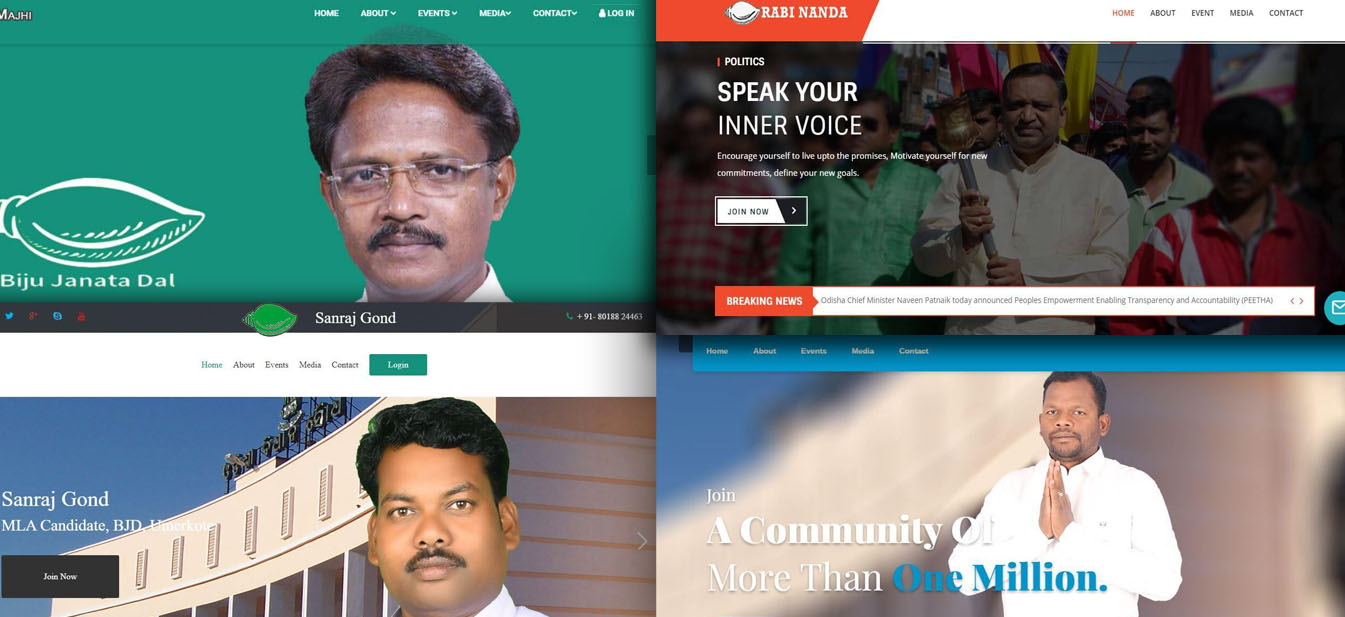 MAJHI
HOME ABOUT EVENTS MEDIA CONTACT LOG IN
Biju Janata Dal
RABI NANDA
HOME ABOUT EVENT MEDIA CONTACT
POLITICS
SPEAK YOUR
INNER VOICE
Encourage yourself to live upto the promises, Motivate yourself for new
commitments, define your new goals.
JOIN NOW
BREAKING NEWS Odisha Chief Minister Naveen Patnaik today announced Peoples Empowerment Enabling Transparency and Accountability (PEETHA)
Sanraj Gond
+ 91- 80188 24463
Home About Events Media Contact Login
Sanraj Gond
MLA Candidate, BJD, Umerkote
Join Now
Home About Events Media Contact
Join
A Community Of
More Than One Million.